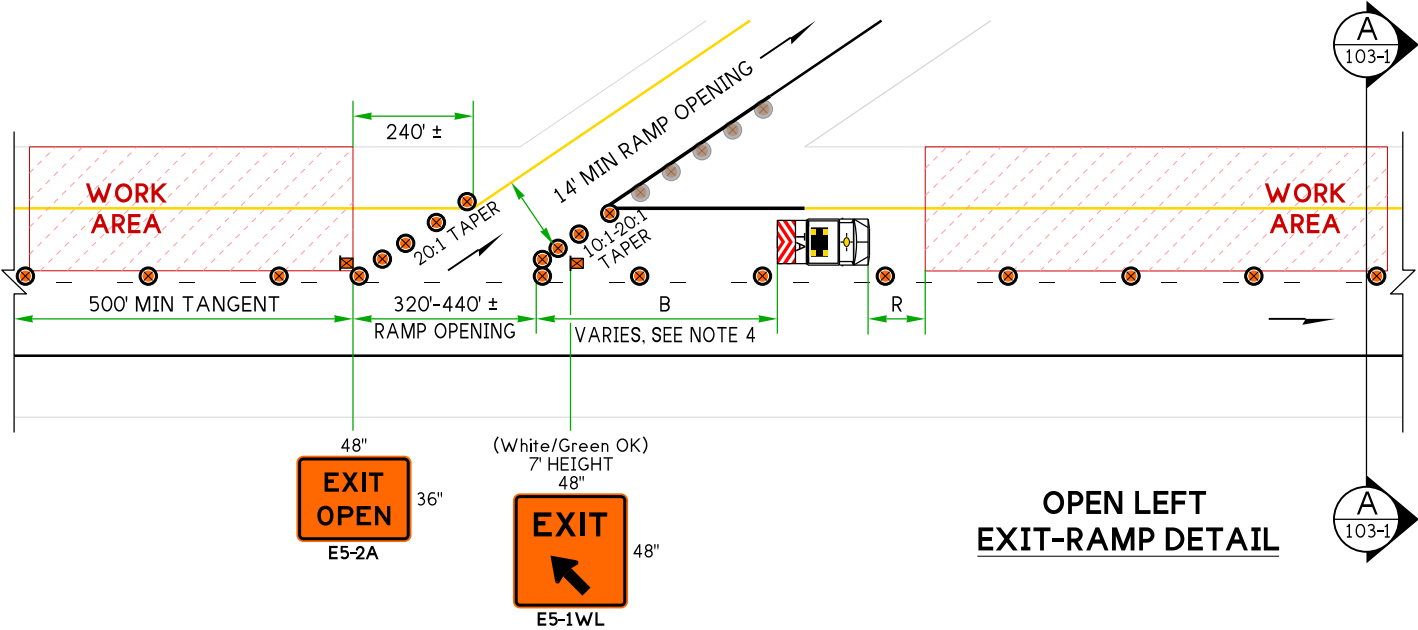 A
103-1
240' ±
14' MIN RAMP OPENING
WORK
AREA
WORK
AREA
20:1 TAPER
10:1-20:1
TAPER
TA
500' MIN TANGENT
320'-440' ±
RAMP OPENING
B
VARIES, SEE NOTE 4
R
48"
EXIT
OPEN
36"
E5-2A
(White/Green OK)
7' HEIGHT
48"
EXIT
48"
E5-1WL
OPEN LEFT
EXIT-RAMP DETAIL
A
103-1